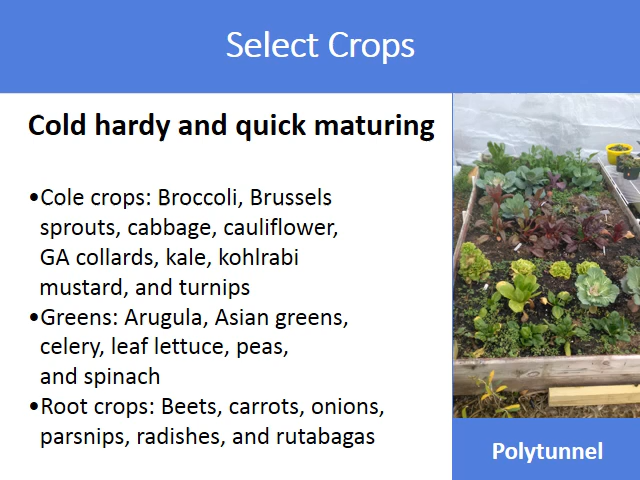 Select Crops
Cold hardy and quick maturing
•Cole crops: Broccoli, Brussels
sprouts, cabbage, cauliflower,
GA collards, kale, kohlrabi
mustard, and turnips
•Greens: Arugula, Asian greens,
celery, leaf lettuce, peas,
and spinach
•Root crops: Beets, carrots, onions,
parsnips, radishes, and rutabagas
Polytunnel